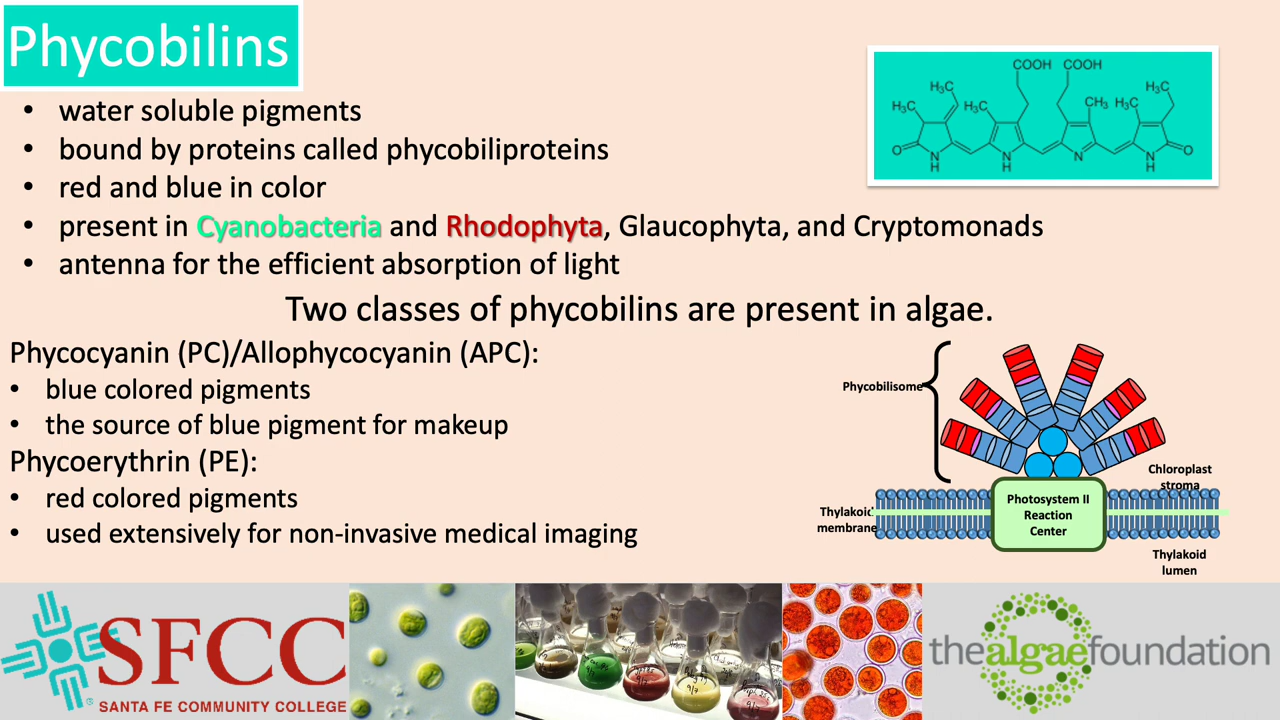 Phycobilins
• water soluble pigments
• bound by proteins called phycobiliproteins
• red and blue in color
• present in Cyanobacteria and Rhodophyta, Glaucophyta, and Cryptomonads
• antenna for the efficient absorption of light
COOH COOH
H₃C H₃C
H₃C H₃C CH₃ H₃C
O N H N H N N H O
Two classes of phycobilins are present in algae.
Phycocyanin (PC)/Allophycocyanin (APC):
• blue colored pigments
• the source of blue pigment for makeup
Phycoerythrin (PE):
• red colored pigments
• used extensively for non-invasive medical imaging
Phycobilisome
Chloroplast
stroma
Thylakoid
membrane
Photosystem II
Reaction
Center
Thylakoid
lumen
SFCC
SANTA FE COMMUNITY COLLEGE
thealgaefoundation